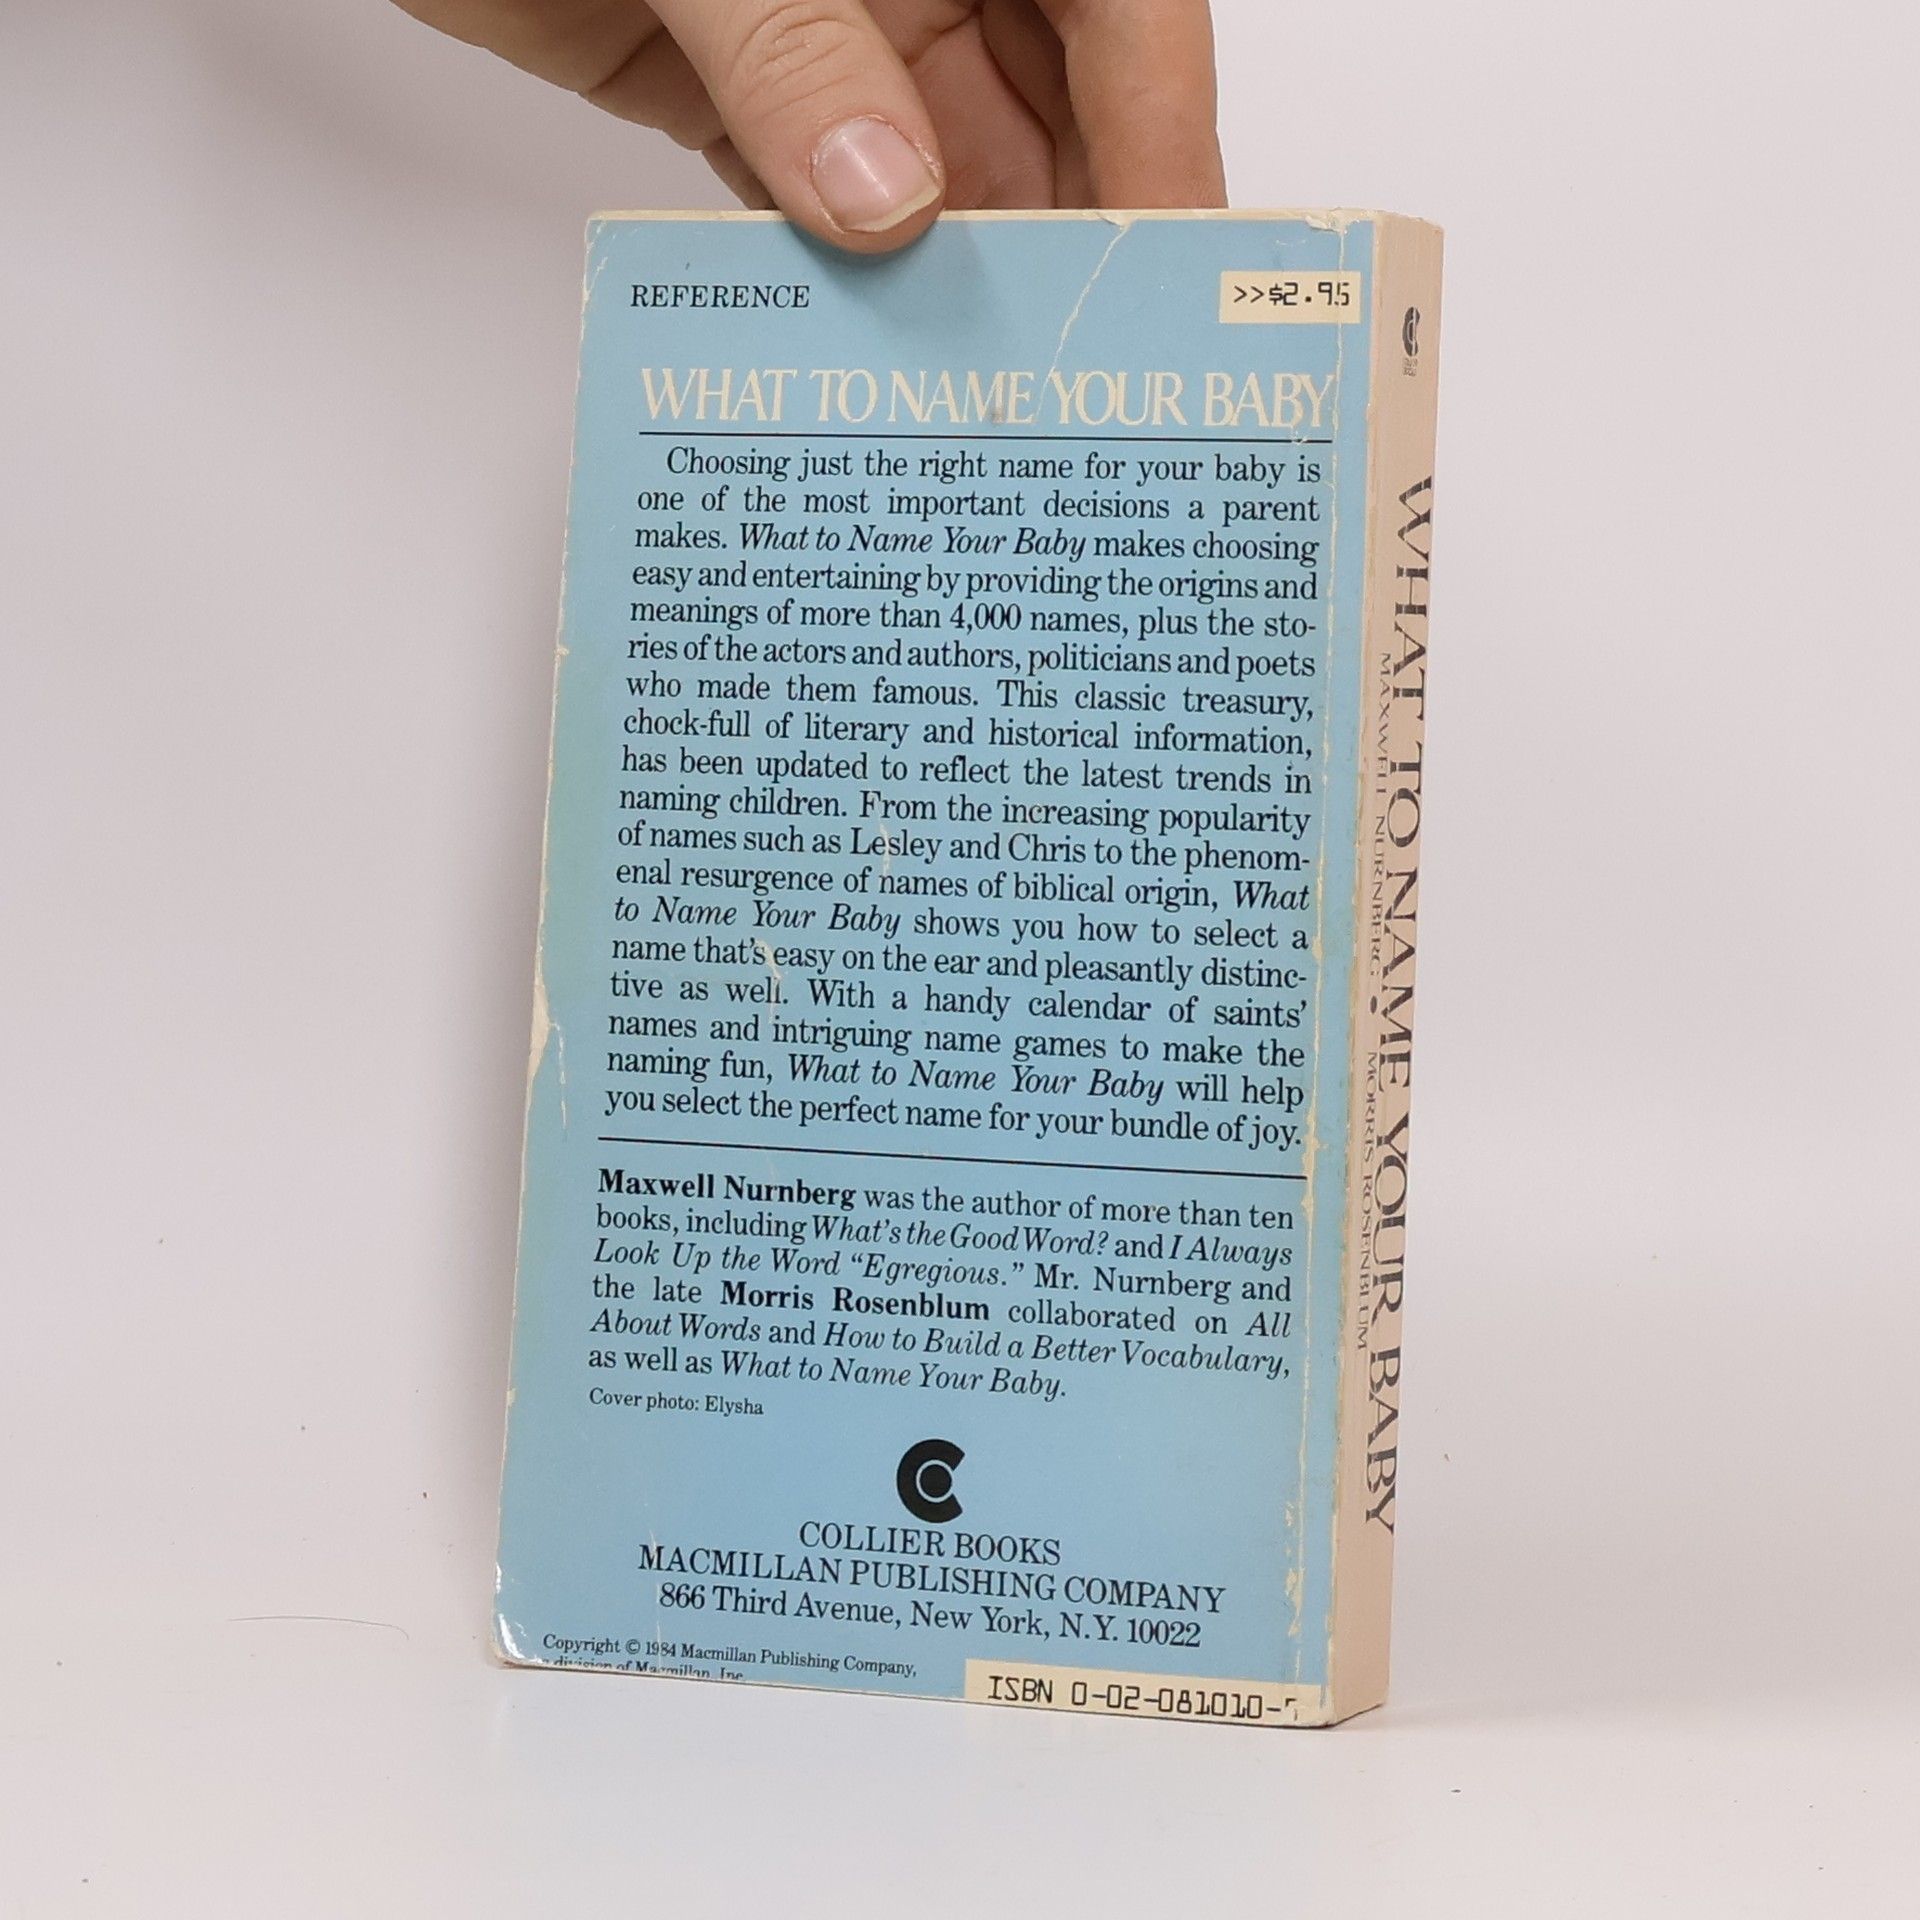 REFERENCE
>>$2.95
WHAT TO NAME YOUR BABY
Choosing just the right name for your baby is
one of the most important decisions a parent
makes. What to Name Your Baby makes choosing
easy and entertaining by providing the origins and
meanings of more than 4,000 names, plus the sto-
ries of the actors and authors, politicians and poets
who made them famous. This classic treasury,
chock-full of literary and historical information,
has been updated to reflect the latest trends in
naming children. From the increasing popularity
of names such as Lesley and Chris to the phenom-
enal resurgence of names of biblical origin, What
to Name Your Baby shows you how to select a
name that's easy on the ear and pleasantly distinc-
tive as well. With a handy calendar of saints'
names and intriguing name games to make the
naming fun, What to Name Your Baby will help
you select the perfect name for your bundle of joy.
Maxwell Nurnberg was the author of more than ten
books, including What's the Good Word? and I Always
Look Up the Word “Egregious.” Mr. Nurnberg and
the late Morris Rosenblum collaborated on All
About Words and How to Build a Better Vocabulary,
as well as What to Name Your Baby.
Cover photo: Elysha
COLLIER BOOKS
MACMILLAN PUBLISHING COMPANY
866 Third Avenue, New York, N.Y. 10022
Copyright © 1984 Macmillan Publishing Company,
a division of Macmillan, Inc.
ISBN 0-02-081010-
WHAT TO NAME YOUR BABY
MAXWELL NURNBERG • MORRIS ROSENBLUM